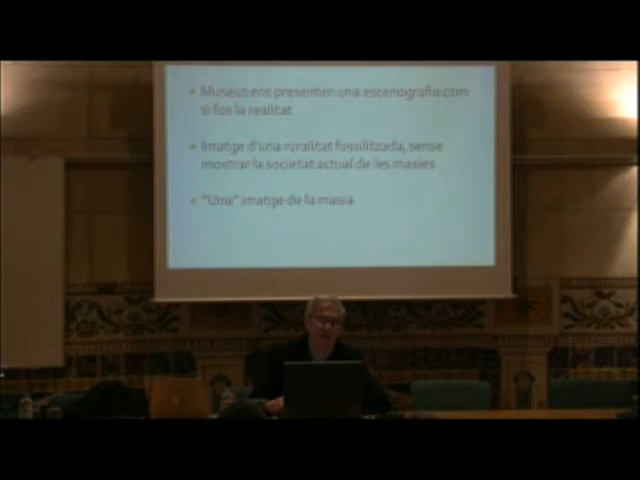 Museus ens presenten una escenografia com
si fos la realitat
Imatge d'una ruralitat fossilitzada, sense
mostrar la societat actual de les masies
"Una" imatge de la masia